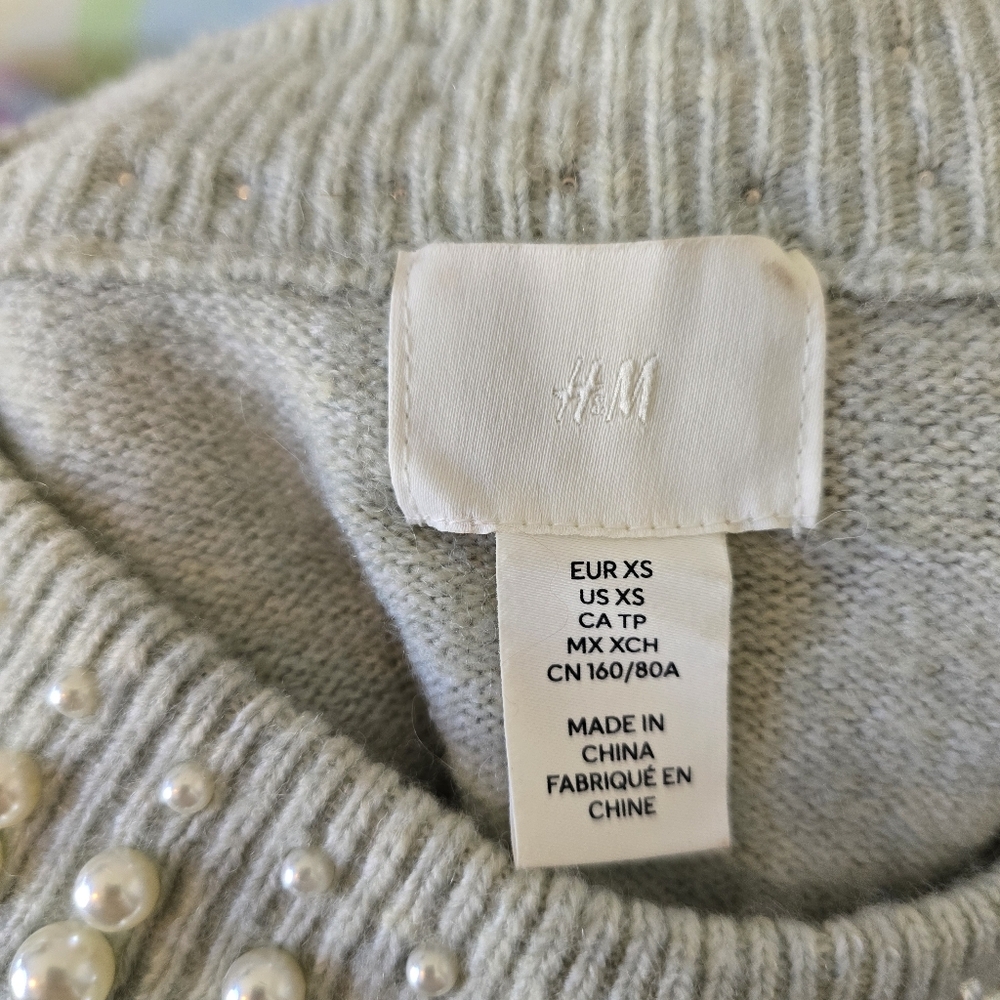 H&M
EUR XS
US XS
CA TP
MX XCH
CN 160/80A
MADE IN
CHINA
FABRIQUÉ EN
CHINE